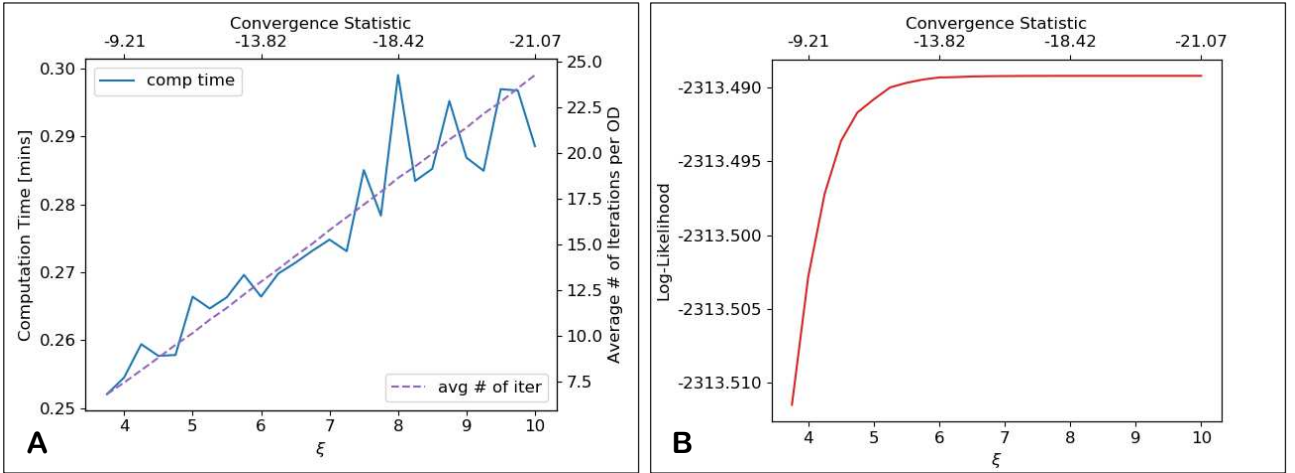 Convergence Statistic
-9.21 -13.82 -18.42 -21.07
0.30
0.29
0.28
0.27
0.26
0.25
Computation Time [mins]
comp time
avg # of iter
25.0
22.5
20.0
17.5
15.0
12.5
10.0
7.5
Average # of Iterations per OD
4 5 6 7 8 9 10
ξ
A
Convergence Statistic
-9.21 -13.82 -18.42 -21.07
-2313.490
-2313.495
-2313.500
-2313.505
-2313.510
Log-Likelihood
4 5 6 7 8 9 10
ξ
B